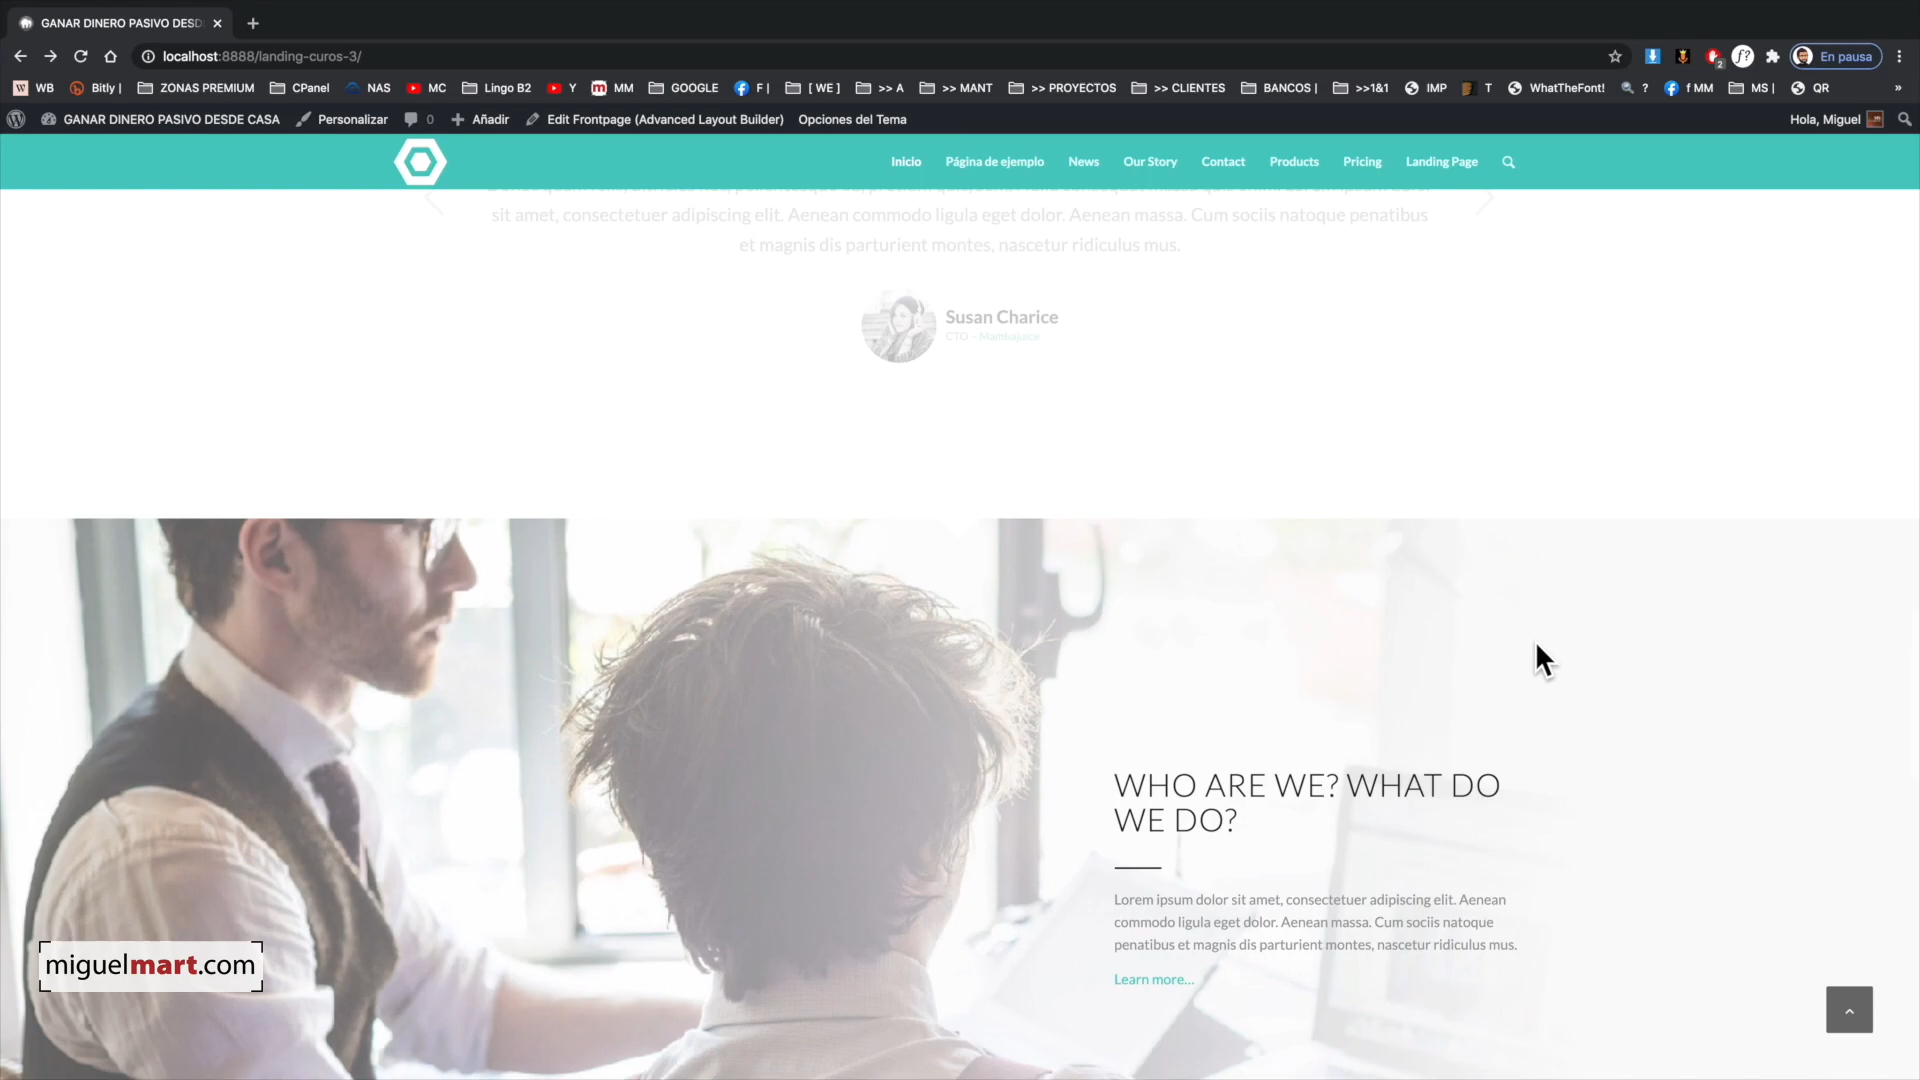 GANAR DINERO PASIVO DESD
localhost:8888/landing-curos-3/
En pausa
WB Bitly | ZONAS PREMIUM CPanel NAS MC Lingo B2 Y MM GOOGLE F | [ WE ] >> A >> MANT >> PROYECTOS >> CLIENTES BANCOS | >>1&1 IMP T WhatTheFont! ? f MM MS | QR »
GANAR DINERO PASIVO DESDE CASA Personalizar 0 Añadir Edit Frontpage (Advanced Layout Builder) Opciones del Tema Hola, Miguel
Inicio Página de ejemplo News Our Story Contact Products Pricing Landing Page
sit amet, consectetuer adipiscing elit. Aenean commodo ligula eget dolor. Aenean massa. Cum sociis natoque penatibus
et magnis dis parturient montes, nascetur ridiculus mus.
Susan Charice
CTO – Mambajuice
WHO ARE WE? WHAT DO
WE DO?
Lorem ipsum dolor sit amet, consectetuer adipiscing elit. Aenean
commodo ligula eget dolor. Aenean massa. Cum sociis natoque
penatibus et magnis dis parturient montes, nascetur ridiculus mus.
Learn more...
miguelmart.com